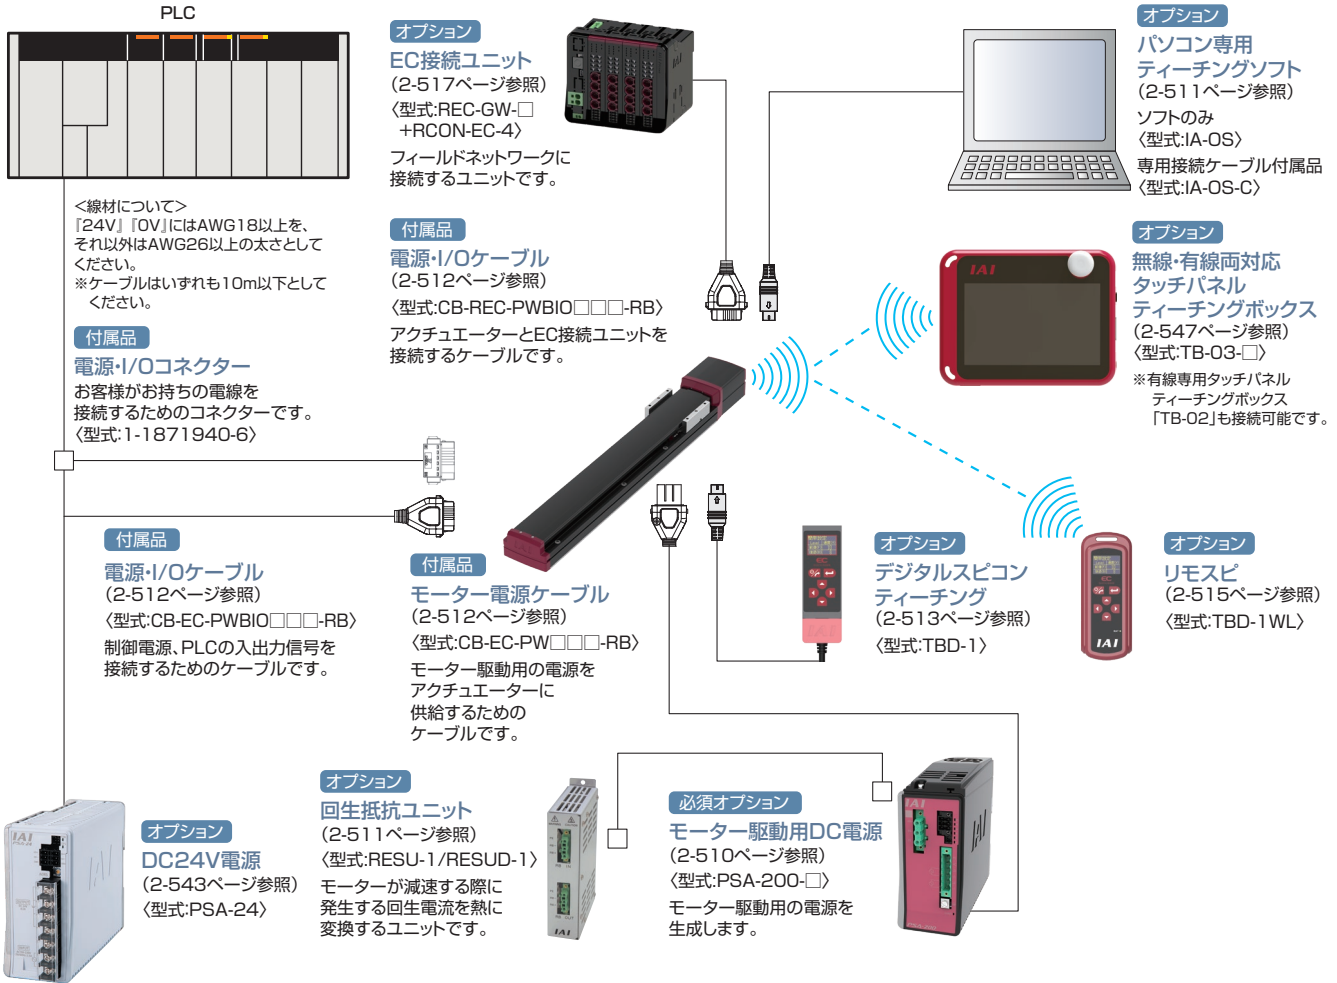 PLC
<線材について>
『24V』『0V』にはAWG18以上を、
それ以外はAWG26以上の太さとして
ください。
※ケーブルはいずれも10m以下として
ください。
付属品
電源・I/Oコネクター
お客様がお持ちの電線を
接続するためのコネクターです。
〈型式:1-1871940-6〉
オプション
EC接続ユニット
(2-517ページ参照)
〈型式:REC-GW-□
+RCON-EC-4〉
フィールドネットワークに
接続するユニットです。
付属品
電源・I/Oケーブル
(2-512ページ参照)
〈型式:CB-REC-PWBIO□□□-RB〉
アクチュエーターとEC接続ユニットを
接続するケーブルです。
オプション
パソコン専用
ティーチングソフト
(2-511ページ参照)
ソフトのみ
〈型式:IA-OS〉
専用接続ケーブル付属品
〈型式:IA-OS-C〉
IAI
オプション
無線・有線両対応
タッチパネル
ティーチングボックス
(2-547ページ参照)
〈型式:TB-03-□〉
※有線専用タッチパネル
ティーチングボックス
「TB-02」も接続可能です。
付属品
電源・I/Oケーブル
(2-512ページ参照)
〈型式:CB-EC-PWBIO□□□-RB〉
制御電源、PLCの入出力信号を
接続するためのケーブルです。
IAI
付属品
モーター電源ケーブル
(2-512ページ参照)
〈型式:CB-EC-PW□□□-RB〉
モーター駆動用の電源を
アクチュエーターに
供給するための
ケーブルです。
EC
IAI
オプション
デジタルスピコン
ティーチング
(2-513ページ参照)
〈型式:TBD-1〉
EC
IAI
オプション
リモスピ
(2-515ページ参照)
〈型式:TBD-1WL〉
IAI
PSA-24
IAI
オプション
DC24V電源
(2-543ページ参照)
〈型式:PSA-24〉
オプション
回生抵抗ユニット
(2-511ページ参照)
〈型式:RESU-1/RESUD-1〉
モーターが減速する際に
発生する回生電流を熱に
変換するユニットです。
IAI
必須オプション
モーター駆動用DC電源
(2-510ページ参照)
〈型式:PSA-200-□〉
モーター駆動用の電源を
生成します。
IAI
IAI